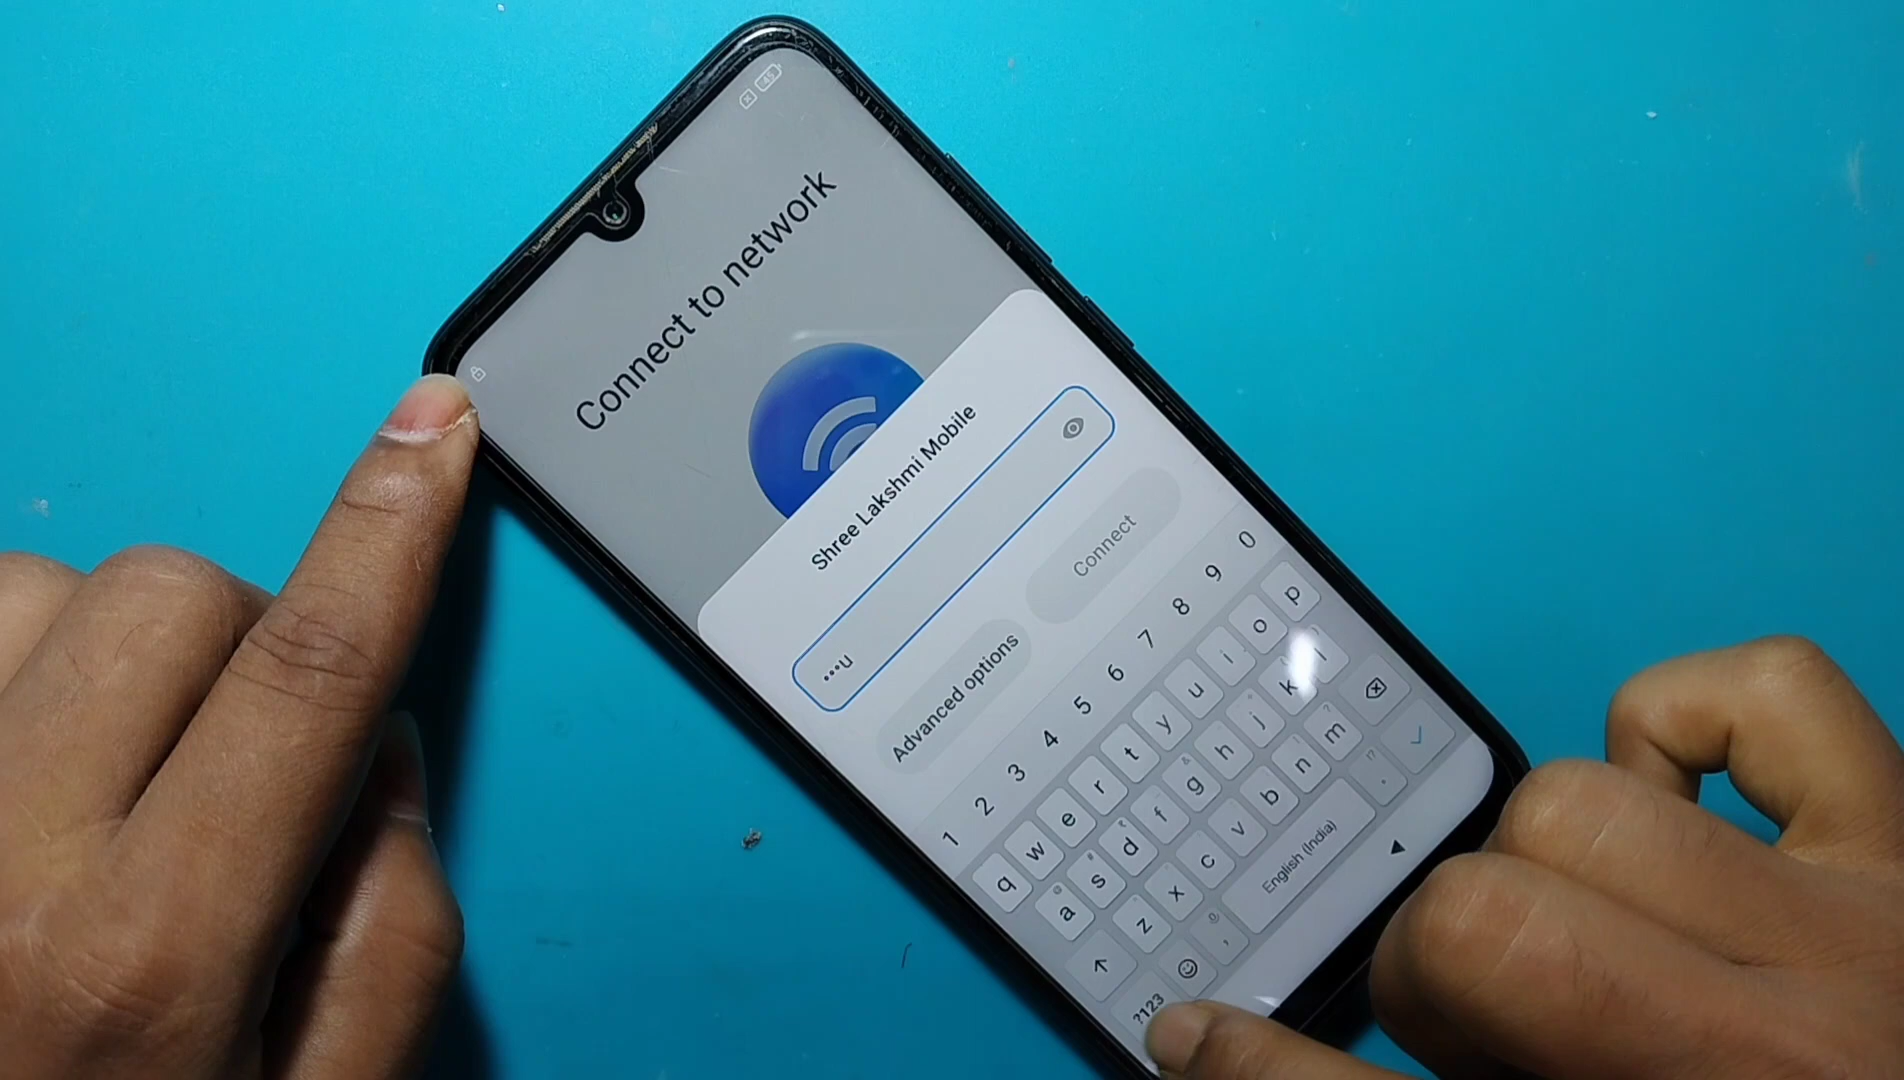 45
Connect to network
Shree Lakshmi Mobile
•••u
Advanced options
Connect
1 2 3 4 5 6 7 8 9 0
q w e r t y u i o p
a s d f g h j k l
z x c v b n m
?123 , English (India) .